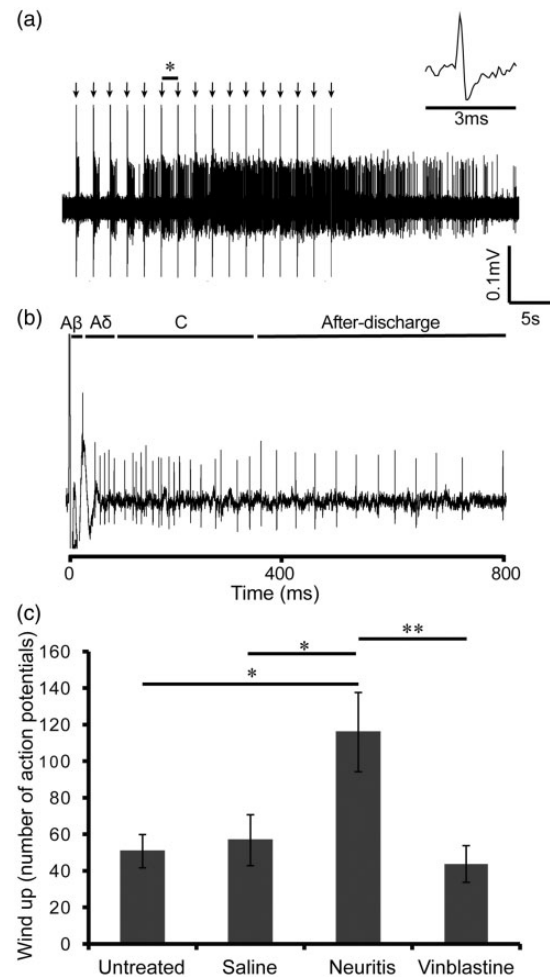 (a)
*
3ms
0.1mV
5s
(b)
Aβ Aδ C After-discharge
0 400 800
Time (ms)
(c)
Wind up (number of action potentials)
160
140
120
100
80
60
40
20
0
* **
*
Untreated Saline Neuritis Vinblastine